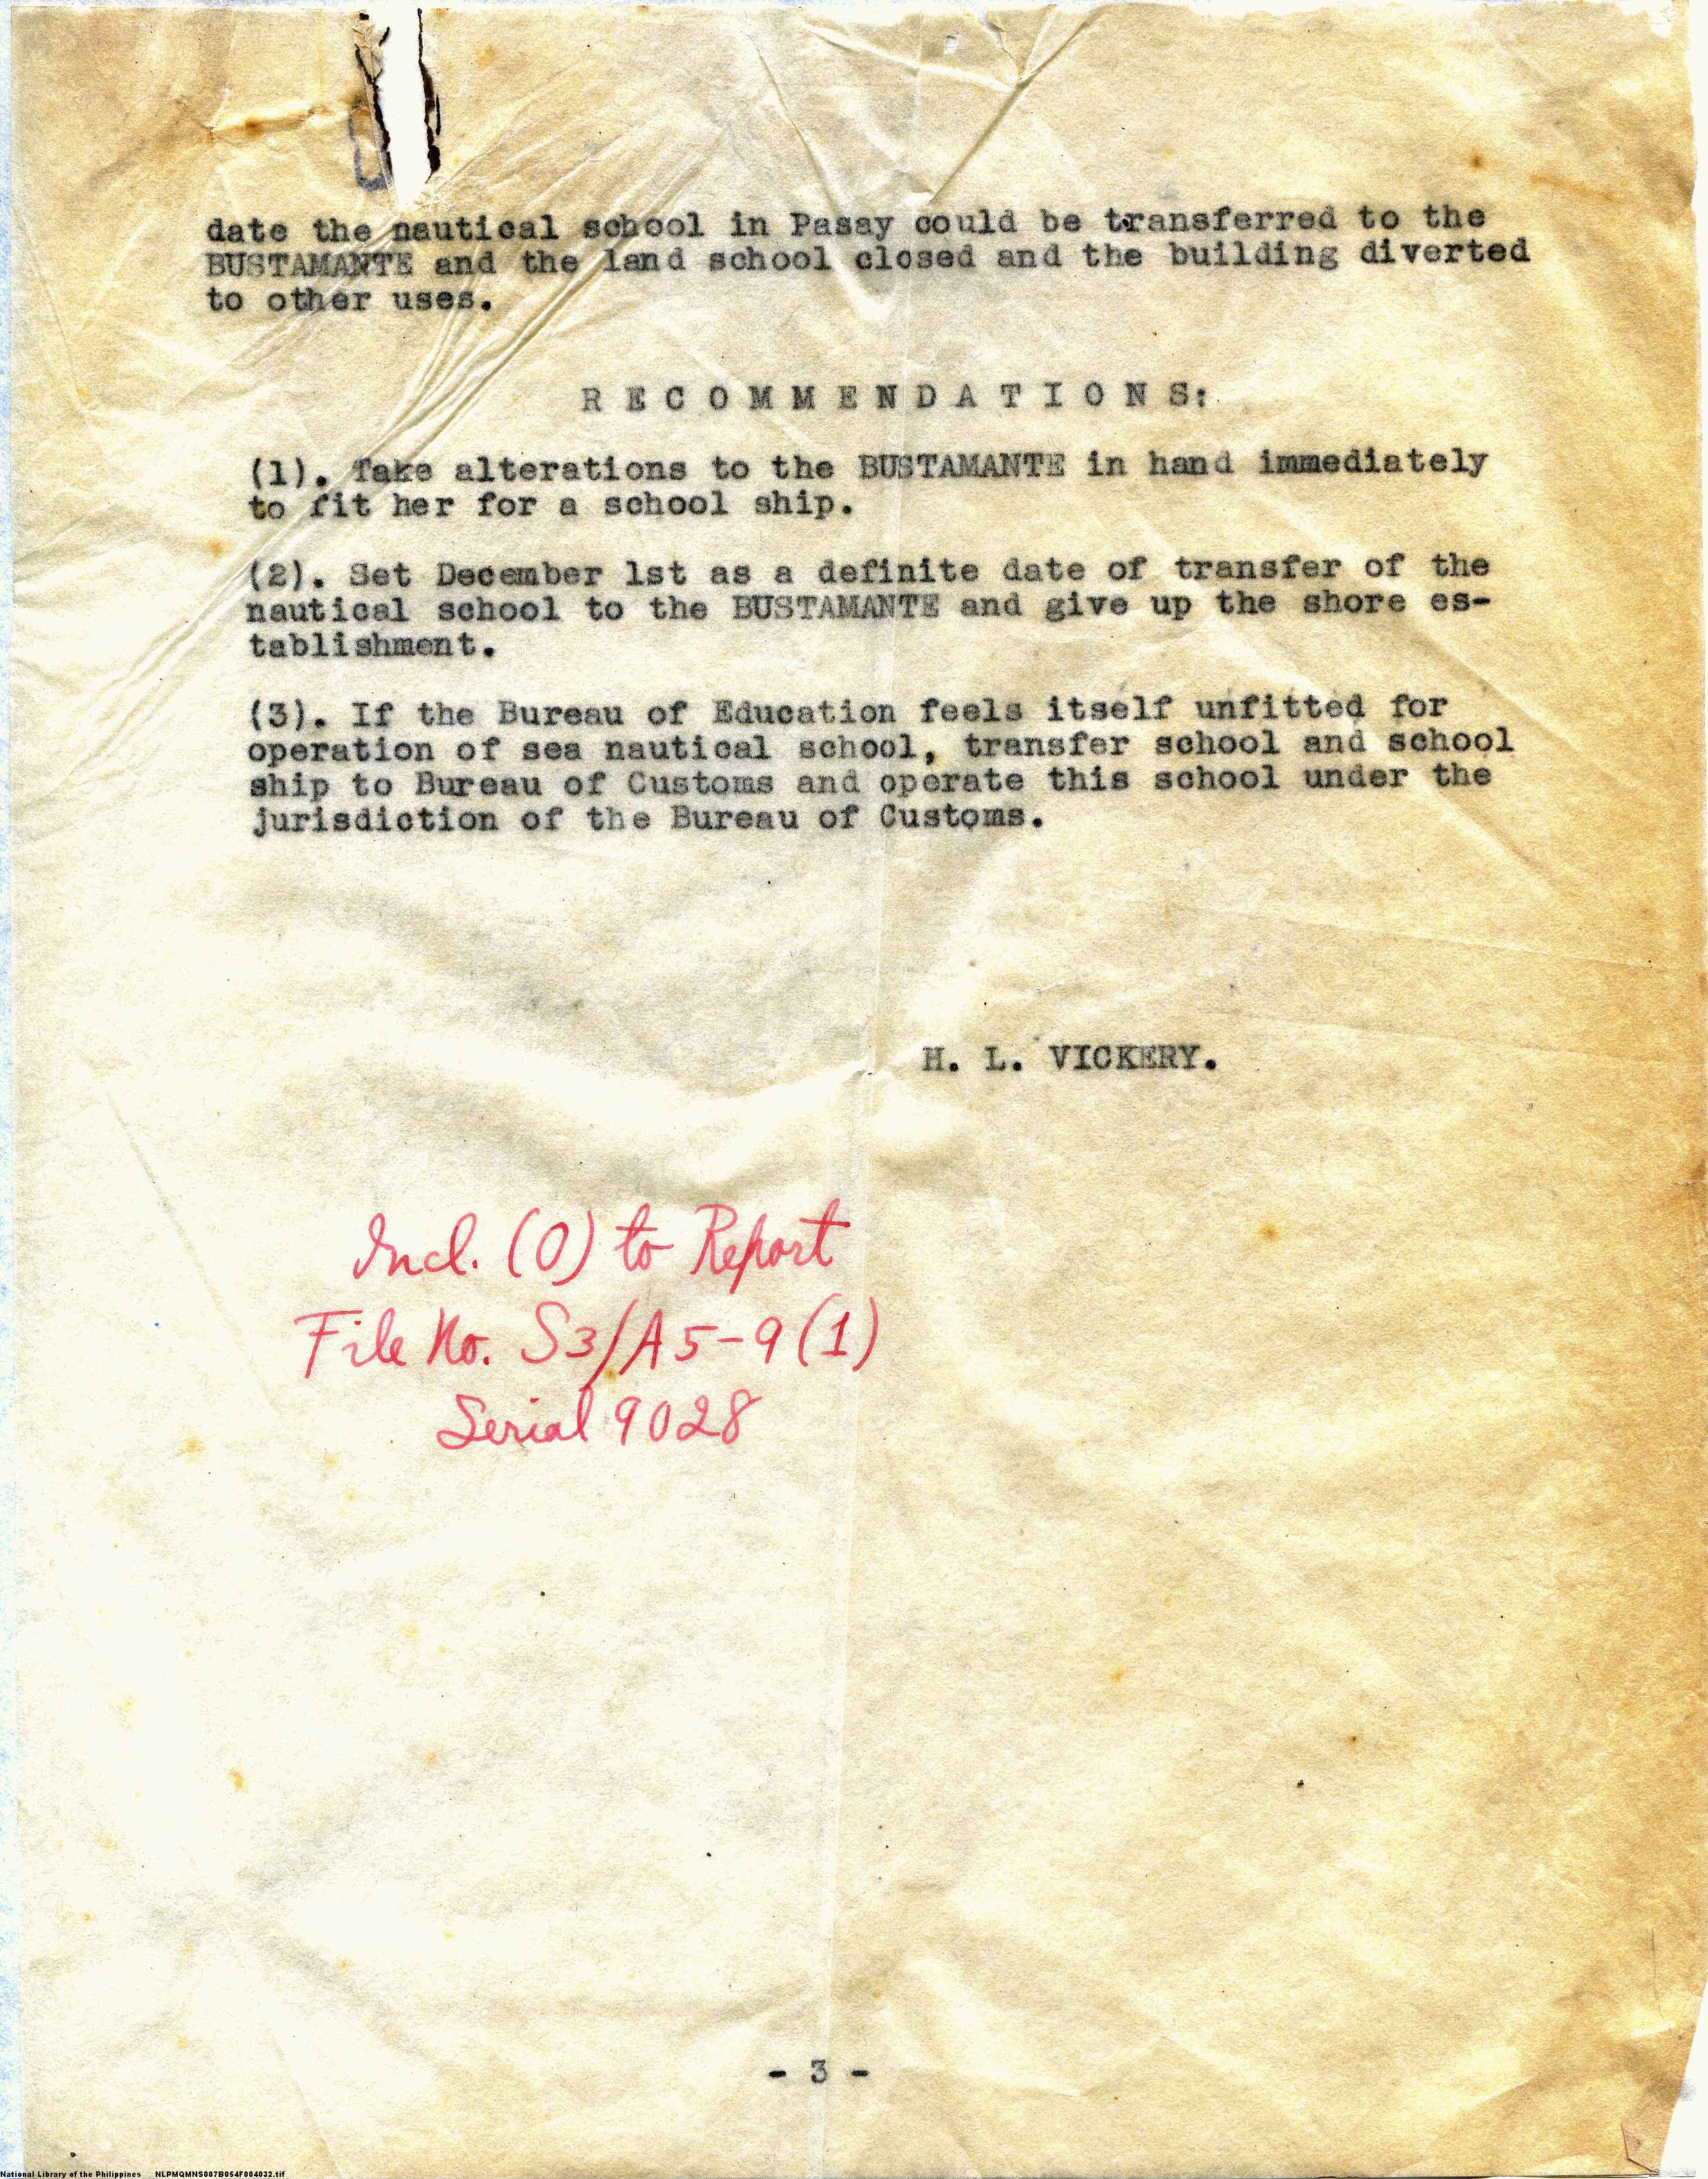 date the nautical school in Pasay could be transferred to the
BUSTAMANTE and the land school closed and the building diverted
to other uses.
R E C O M M E N D A T I O N S:
(1). Take alterations to the BUSTAMANTE in hand immediately
to fit her for a school ship.
(2). Set December 1st as a definite date of transfer of the
nautical school to the BUSTAMANTE and give up the shore es-
tablishment.
(3). If the Bureau of Education feels itself unfitted for
operation of sea nautical school, transfer school and school
ship to Bureau of Customs and operate this school under the
jurisdiction of the Bureau of Customs.
H. L. VICKERY.
Incl. (O) to Report
File No. S3/A5-9(1)
Serial 9028
- 3 -
National Library of the Philippines NLPMQMNS007B054F004032.tif